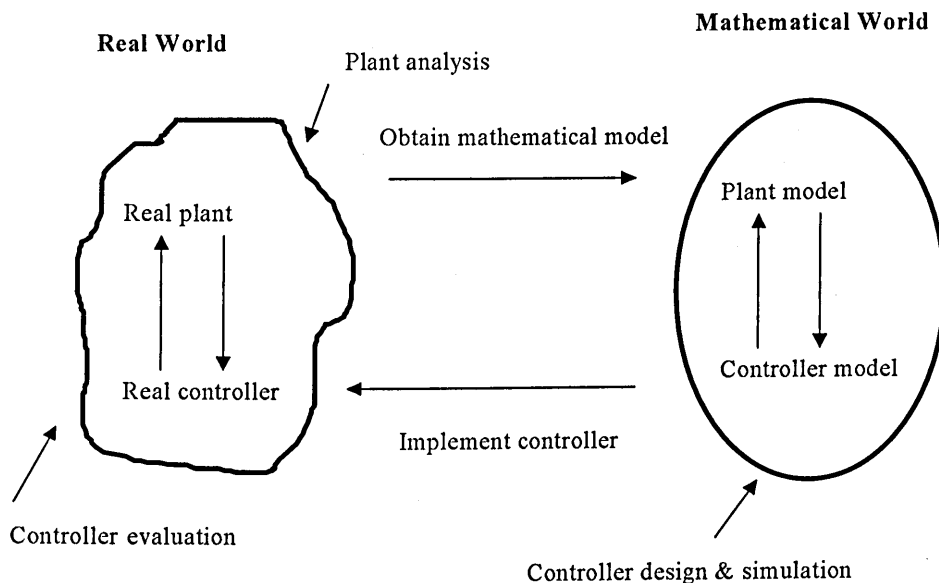 Real World
Mathematical World
Plant analysis
Obtain mathematical model
Real plant
Plant model
Real controller
Controller model
Implement controller
Controller evaluation
Controller design & simulation